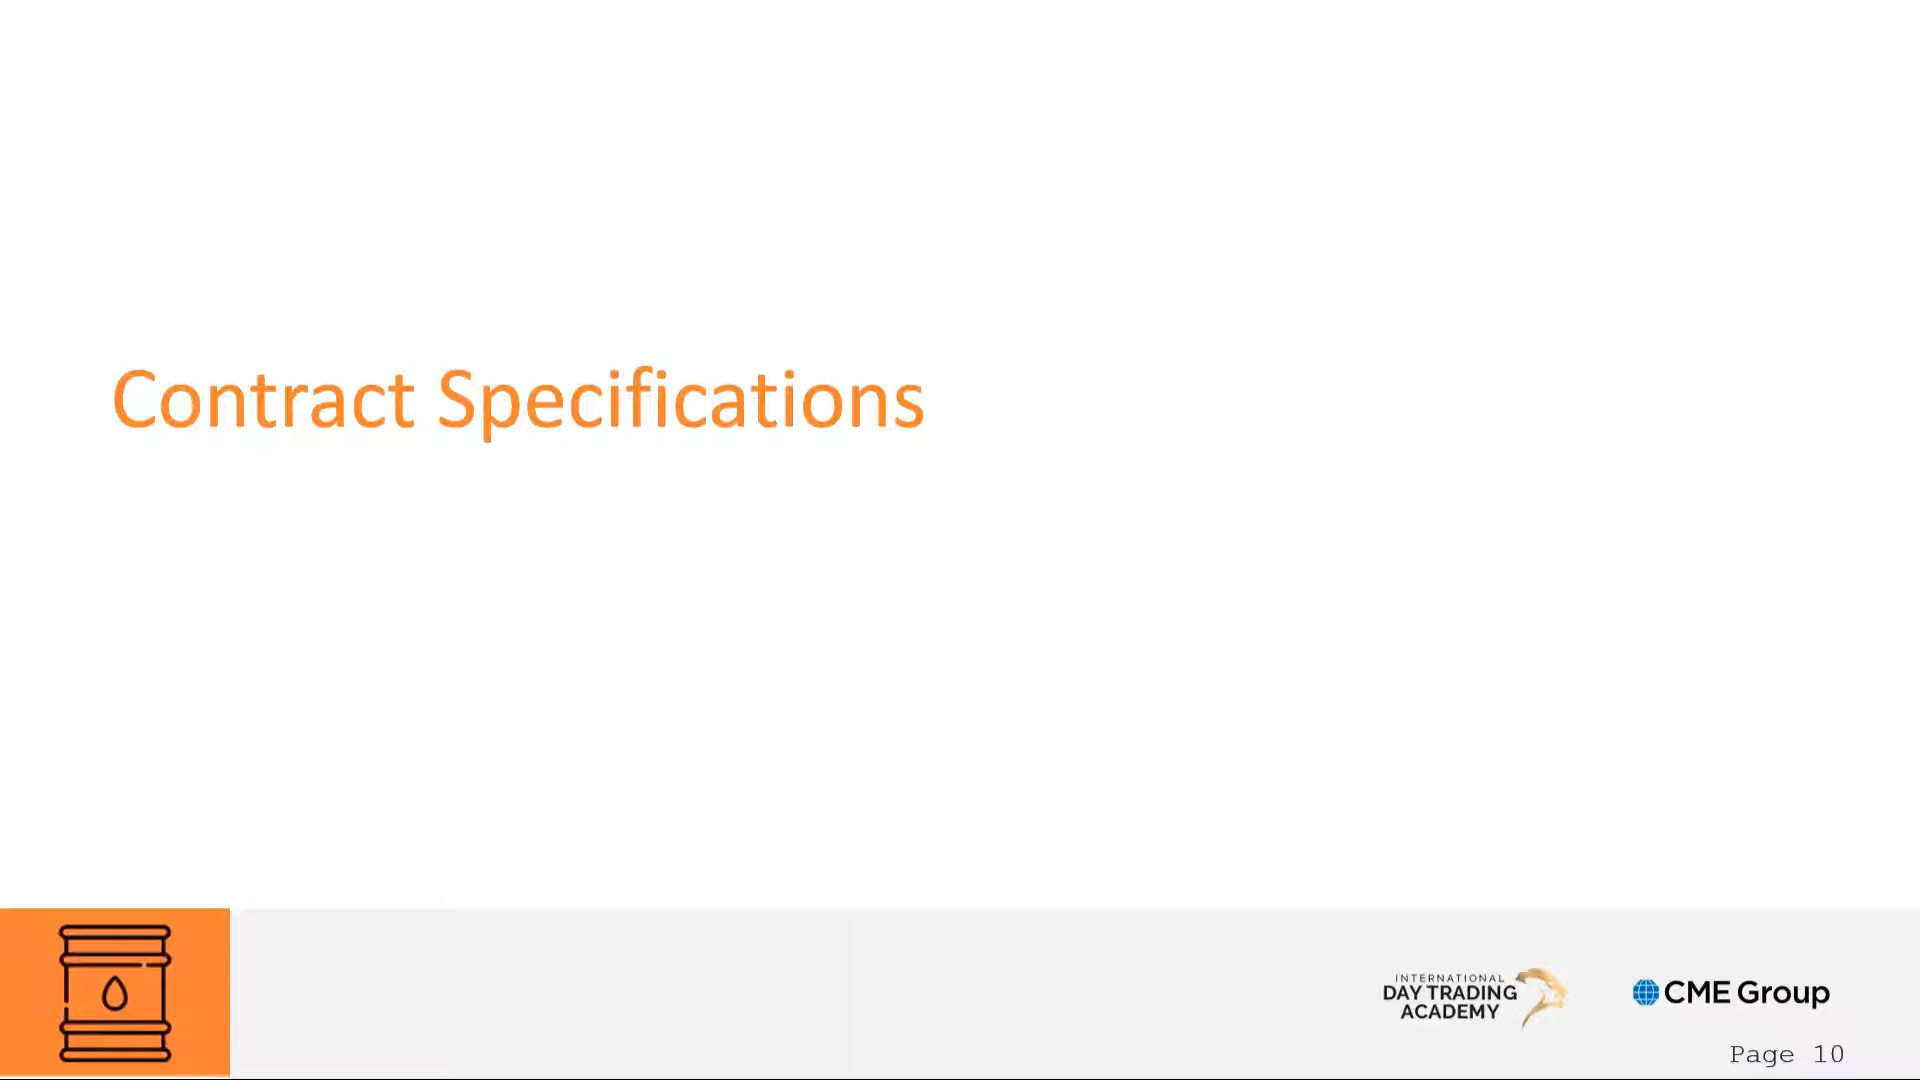 Contract Specifications
INTERNATIONAL
DAY TRADING
ACADEMY
CME Group
Page 10